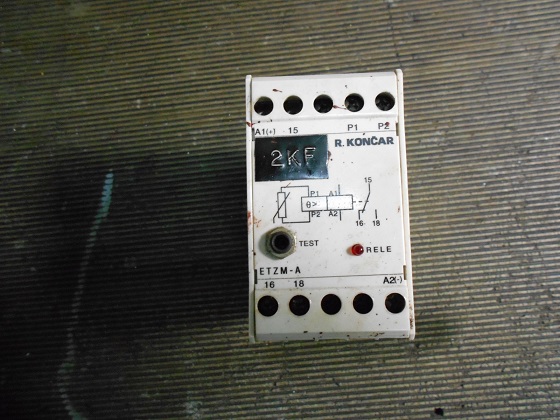 A1(+) 15 P1 P2
R. KONČAR
2KF
P1 A1 15
θ>
P2 A2 16 18
TEST
RELE
ETZM-A
16 18 A2(-)